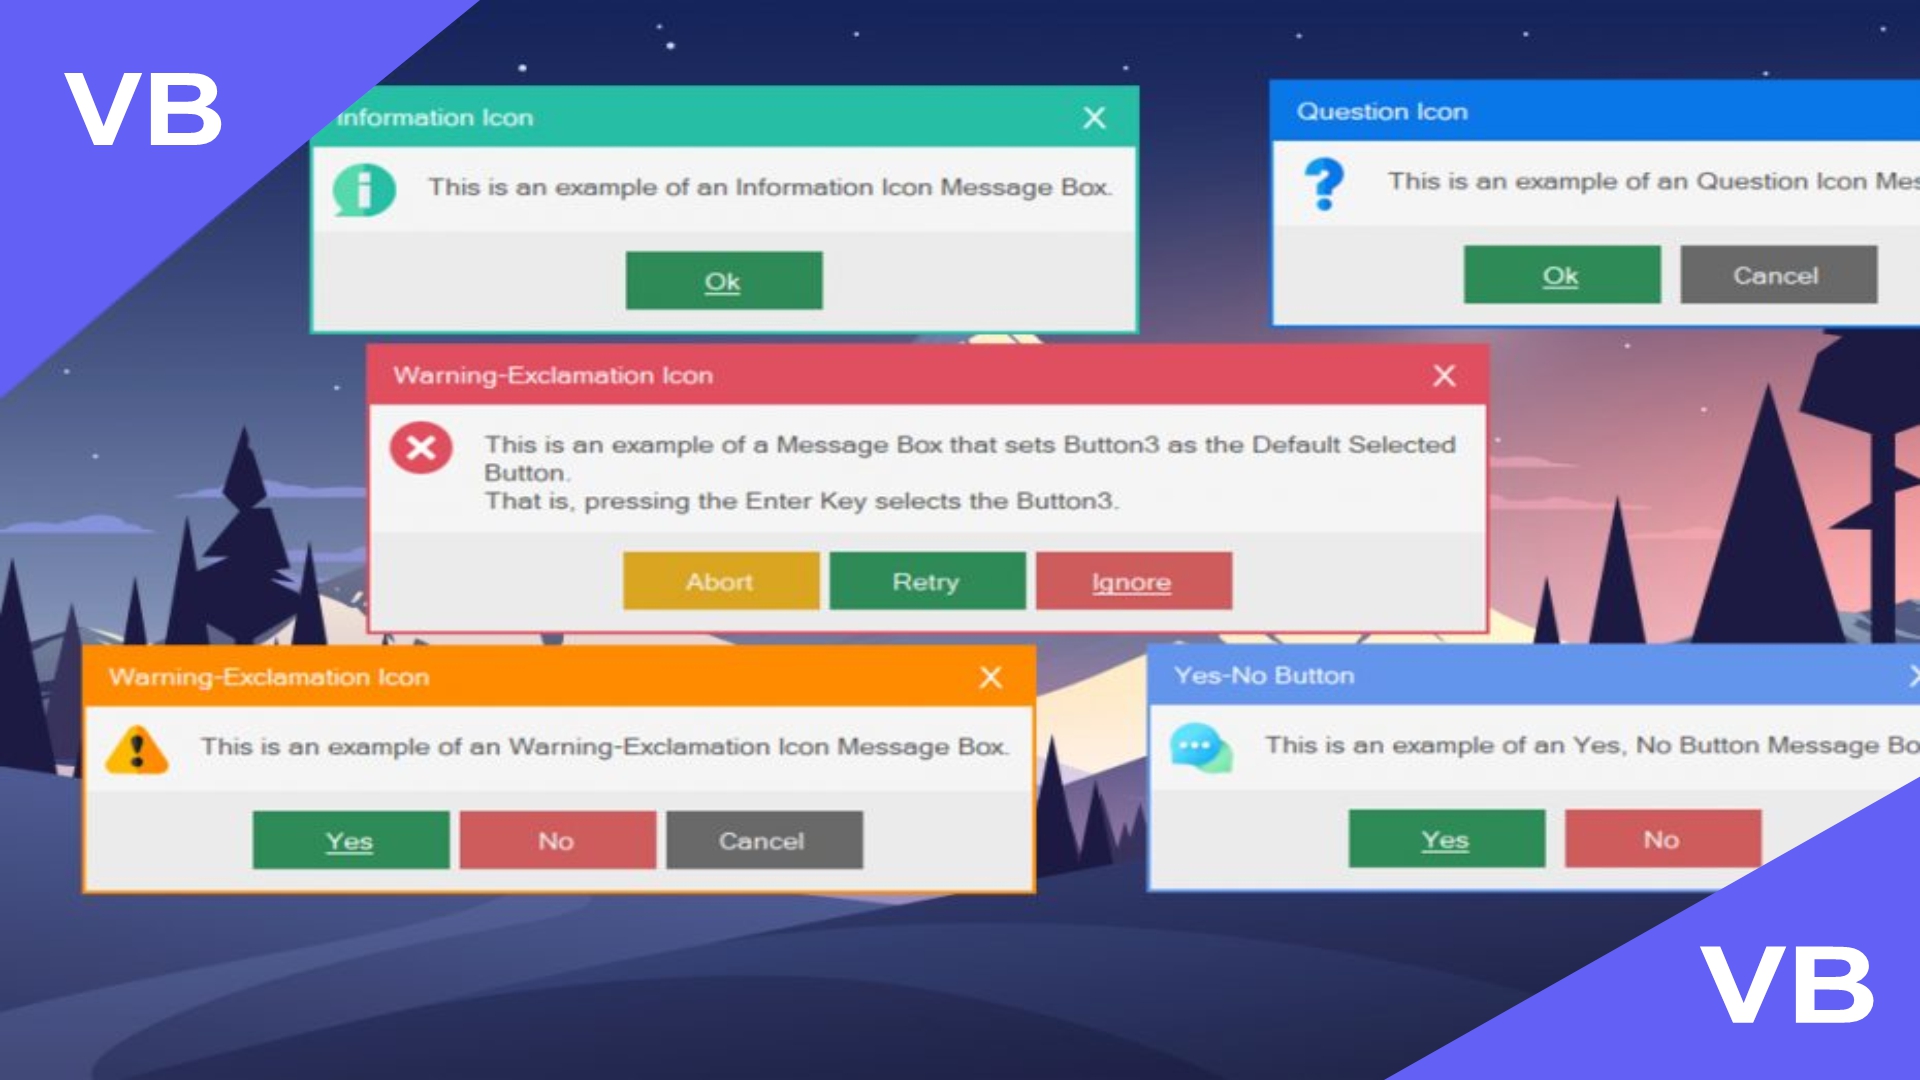 VB
Information Icon
This is an example of an Information Icon Message Box.
Ok
Question Icon
This is an example of an Question Icon
Ok
Cancel
Warning-Exclamation Icon
This is an example of a Message Box that sets Button3 as the Default Selected
Button.
That is, pressing the Enter Key selects the Button3.
Abort
Retry
Ignore
Warning-Exclamation Icon
This is an example of an Warning-Exclamation Icon Message Box.
Yes
No
Cancel
Yes-No Button
This is an example of an Yes, No Button Message
Yes
No
VB